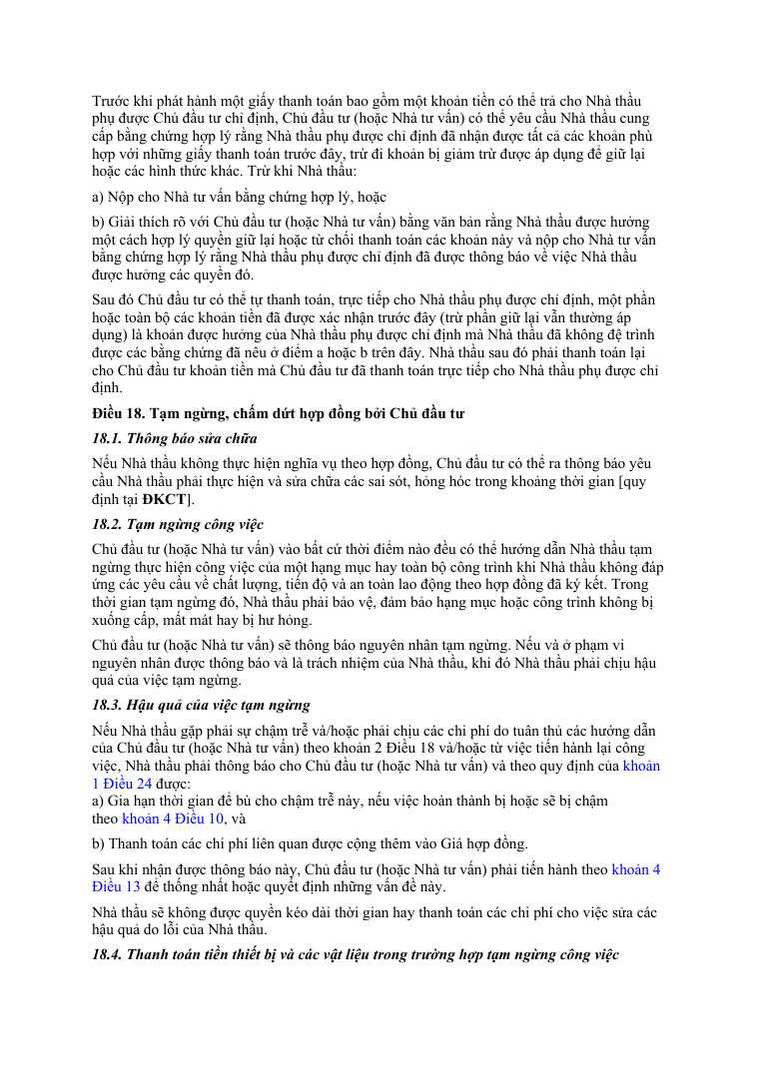 Trước khi phát hành một giấy thanh toán bao gồm một khoản tiền có thể trả cho Nhà thầu
phụ được Chủ đầu tư chỉ định, Chủ đầu tư (hoặc Nhà tư vấn) có thể yêu cầu Nhà thầu cung
cấp bằng chứng hợp lý rằng Nhà thầu phụ được chỉ định đã nhận được tất cả các khoản phù
hợp với những giấy thanh toán trước đây, trừ đi khoản bị giảm trừ được áp dụng để giữ lại
hoặc các hình thức khác. Trừ khi Nhà thầu:
a) Nộp cho Nhà tư vấn bằng chứng hợp lý, hoặc
b) Giải thích rõ với Chủ đầu tư (hoặc Nhà tư vấn) bằng văn bản rằng Nhà thầu được hưởng
một cách hợp lý quyền giữ lại hoặc từ chối thanh toán các khoản này và nộp cho Nhà tư vấn
bằng chứng hợp lý rằng Nhà thầu phụ được chỉ định đã được thông báo về việc Nhà thầu
được hưởng các quyền đó.
Sau đó Chủ đầu tư có thể tự thanh toán, trực tiếp cho Nhà thầu phụ được chỉ định, một phần
hoặc toàn bộ các khoản tiền đã được xác nhận trước đây (trừ phần giữ lại vẫn thường áp
dụng) là khoản được hưởng của Nhà thầu phụ được chỉ định mà Nhà thầu đã không đệ trình
được các bằng chứng đã nêu ở điểm a hoặc b trên đây. Nhà thầu sau đó phải thanh toán lại
cho Chủ đầu tư khoản tiền mà Chủ đầu tư đã thanh toán trực tiếp cho Nhà thầu phụ được chỉ
định.
Điều 18. Tạm ngừng, chấm dứt hợp đồng bởi Chủ đầu tư
18.1. Thông báo sửa chữa
Nếu Nhà thầu không thực hiện nghĩa vụ theo hợp đồng, Chủ đầu tư có thể ra thông báo yêu
cầu Nhà thầu phải thực hiện và sửa chữa các sai sót, hỏng hóc trong khoảng thời gian [quy
định tại ĐKCT].
18.2. Tạm ngừng công việc
Chủ đầu tư (hoặc Nhà tư vấn) vào bất cứ thời điểm nào đều có thể hướng dẫn Nhà thầu tạm
ngừng thực hiện công việc của một hạng mục hay toàn bộ công trình khi Nhà thầu không đáp
ứng các yêu cầu về chất lượng, tiến độ và an toàn lao động theo hợp đồng đã ký kết. Trong
thời gian tạm ngừng đó, Nhà thầu phải bảo vệ, đảm bảo hạng mục hoặc công trình không bị
xuống cấp, mất mát hay bị hư hỏng.
Chủ đầu tư (hoặc Nhà tư vấn) sẽ thông báo nguyên nhân tạm ngừng. Nếu và ở phạm vi
nguyên nhân được thông báo và là trách nhiệm của Nhà thầu, khi đó Nhà thầu phải chịu hậu
quả của việc tạm ngừng.
18.3. Hậu quả của việc tạm ngừng
Nếu Nhà thầu gặp phải sự chậm trễ và/hoặc phải chịu các chi phí do tuân thủ các hướng dẫn
của Chủ đầu tư (hoặc Nhà tư vấn) theo khoản 2 Điều 18 và/hoặc từ việc tiến hành lại công
việc, Nhà thầu phải thông báo cho Chủ đầu tư (hoặc Nhà tư vấn) và theo quy định của khoản
1 Điều 24 được:
a) Gia hạn thời gian để bù cho chậm trễ này, nếu việc hoàn thành bị hoặc sẽ bị chậm
theo khoản 4 Điều 10, và
b) Thanh toán các chi phí liên quan được cộng thêm vào Giá hợp đồng.
Sau khi nhận được thông báo này, Chủ đầu tư (hoặc Nhà tư vấn) phải tiến hành theo khoản 4
Điều 13 để thống nhất hoặc quyết định những vấn đề này.
Nhà thầu sẽ không được quyền kéo dài thời gian hay thanh toán các chi phí cho việc sửa các
hậu quả do lỗi của Nhà thầu.
18.4. Thanh toán tiền thiết bị và các vật liệu trong trường hợp tạm ngừng công việc